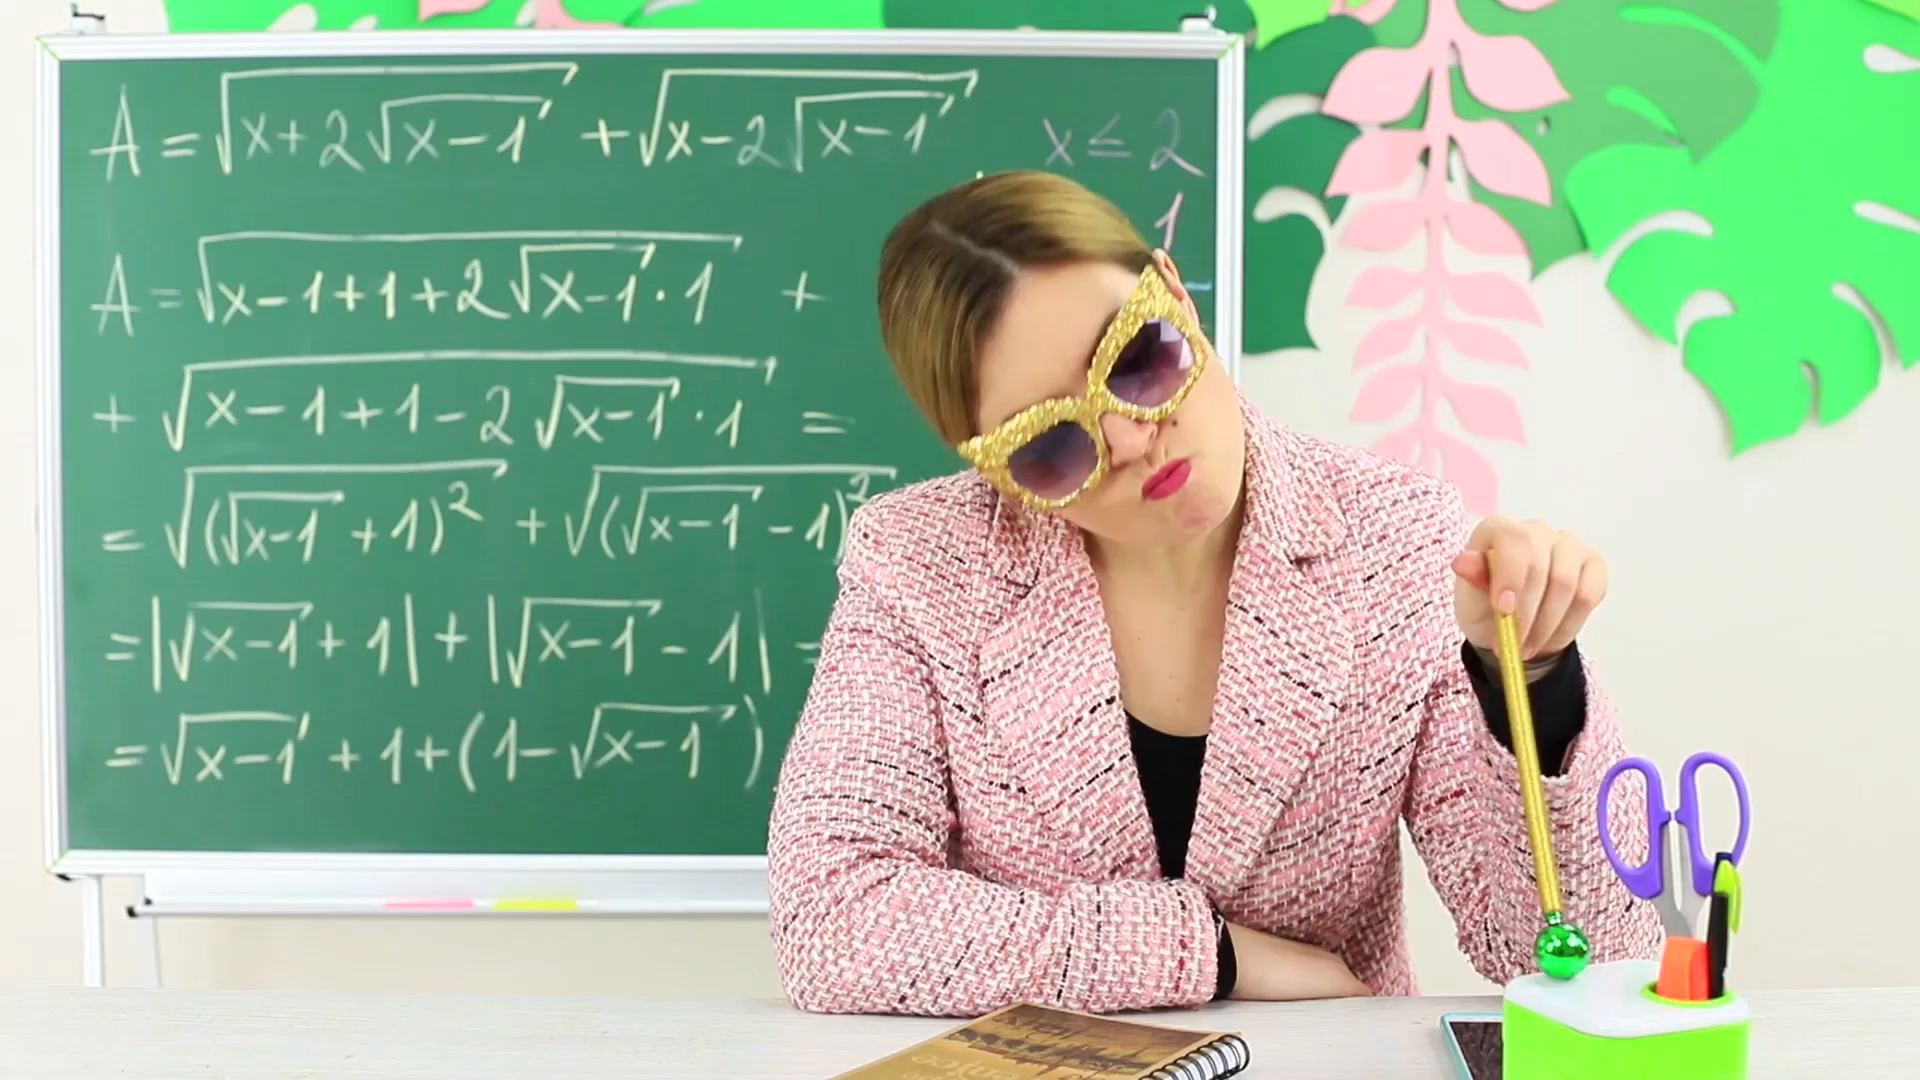 A = √(x+2√(x-1)) + √(x-2√(x-1))
x ≤ 2
1
A = √(x-1+1+2√(x-1)·1) +
+ √(x-1+1-2√(x-1)·1) =
= √((√(x-1)+1)²) + √((√(x-1)-1)²)
= |√(x-1)+1| + |√(x-1)-1| =
= √(x-1)+1+(1-√(x-1))